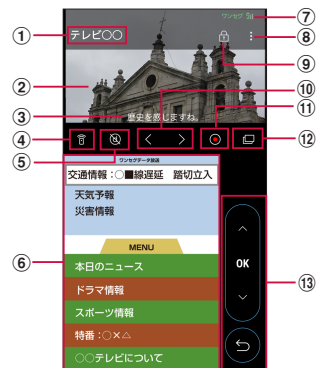 ワンセグ
① テレビ○○ ⑦
⑧
⑨
②
③ 歴史を感じますね。 ⑩
④ ⑪
⑤ ⑫
ワンセグデータ放送
交通情報:○■線遅延 踏切立入
天気予報
災害情報
MENU
⑥ 本日のニュース OK ⑬
ドラマ情報
スポーツ情報
特番:○×△
○○テレビについて